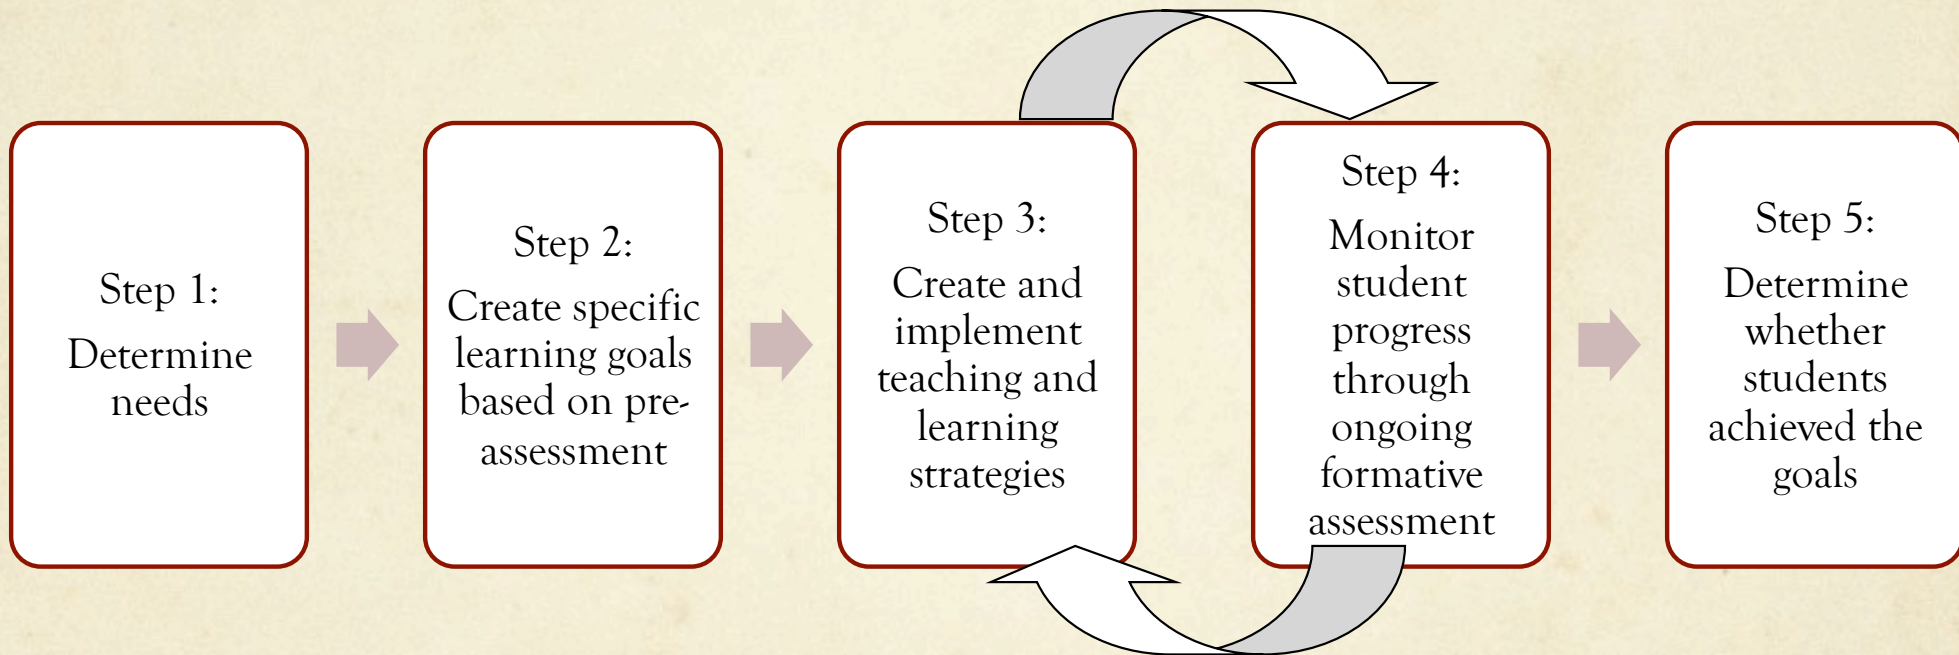 Step 1:
Determine
needs
Step 2:
Create specific
learning goals
based on pre-
assessment
Step 3:
Create and
implement
teaching and
learning
strategies
Step 4:
Monitor
student
progress
through
ongoing
formative
assessment
Step 5:
Determine
whether
students
achieved the
goals